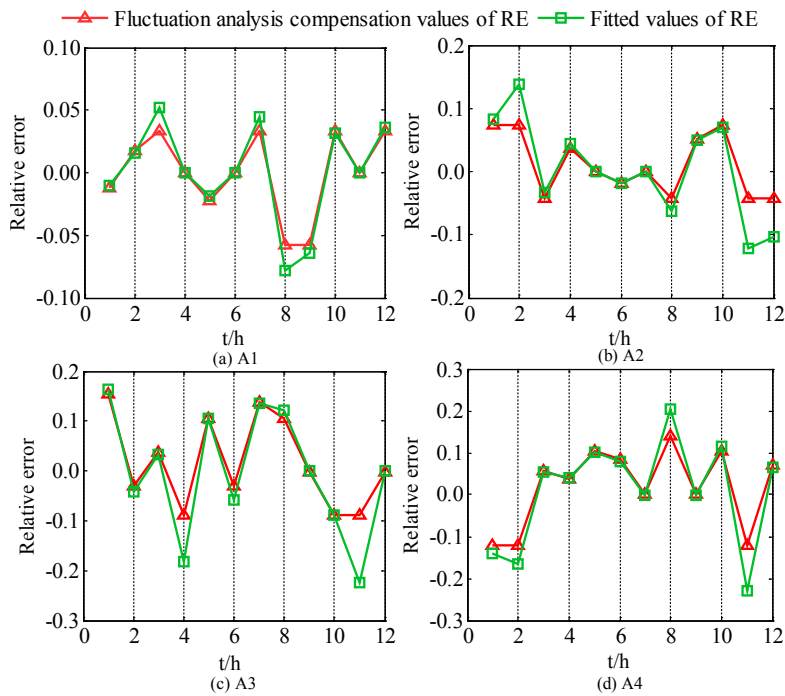 Fluctuation analysis compensation values of RE Fitted values of RE
0.10
0.05
0.00
-0.05
-0.10
Relative error
0 2 4 6 8 10 12
t/h
(a) A1
0.2
0.1
0.0
-0.1
-0.2
Relative error
0 2 4 6 8 10 12
t/h
(b) A2
0.2
0.1
0.0
-0.1
-0.2
-0.3
Relative error
0 2 4 6 8 10 12
t/h
(c) A3
0.3
0.2
0.1
0.0
-0.1
-0.2
-0.3
Relative error
0 2 4 6 8 10 12
t/h
(d) A4